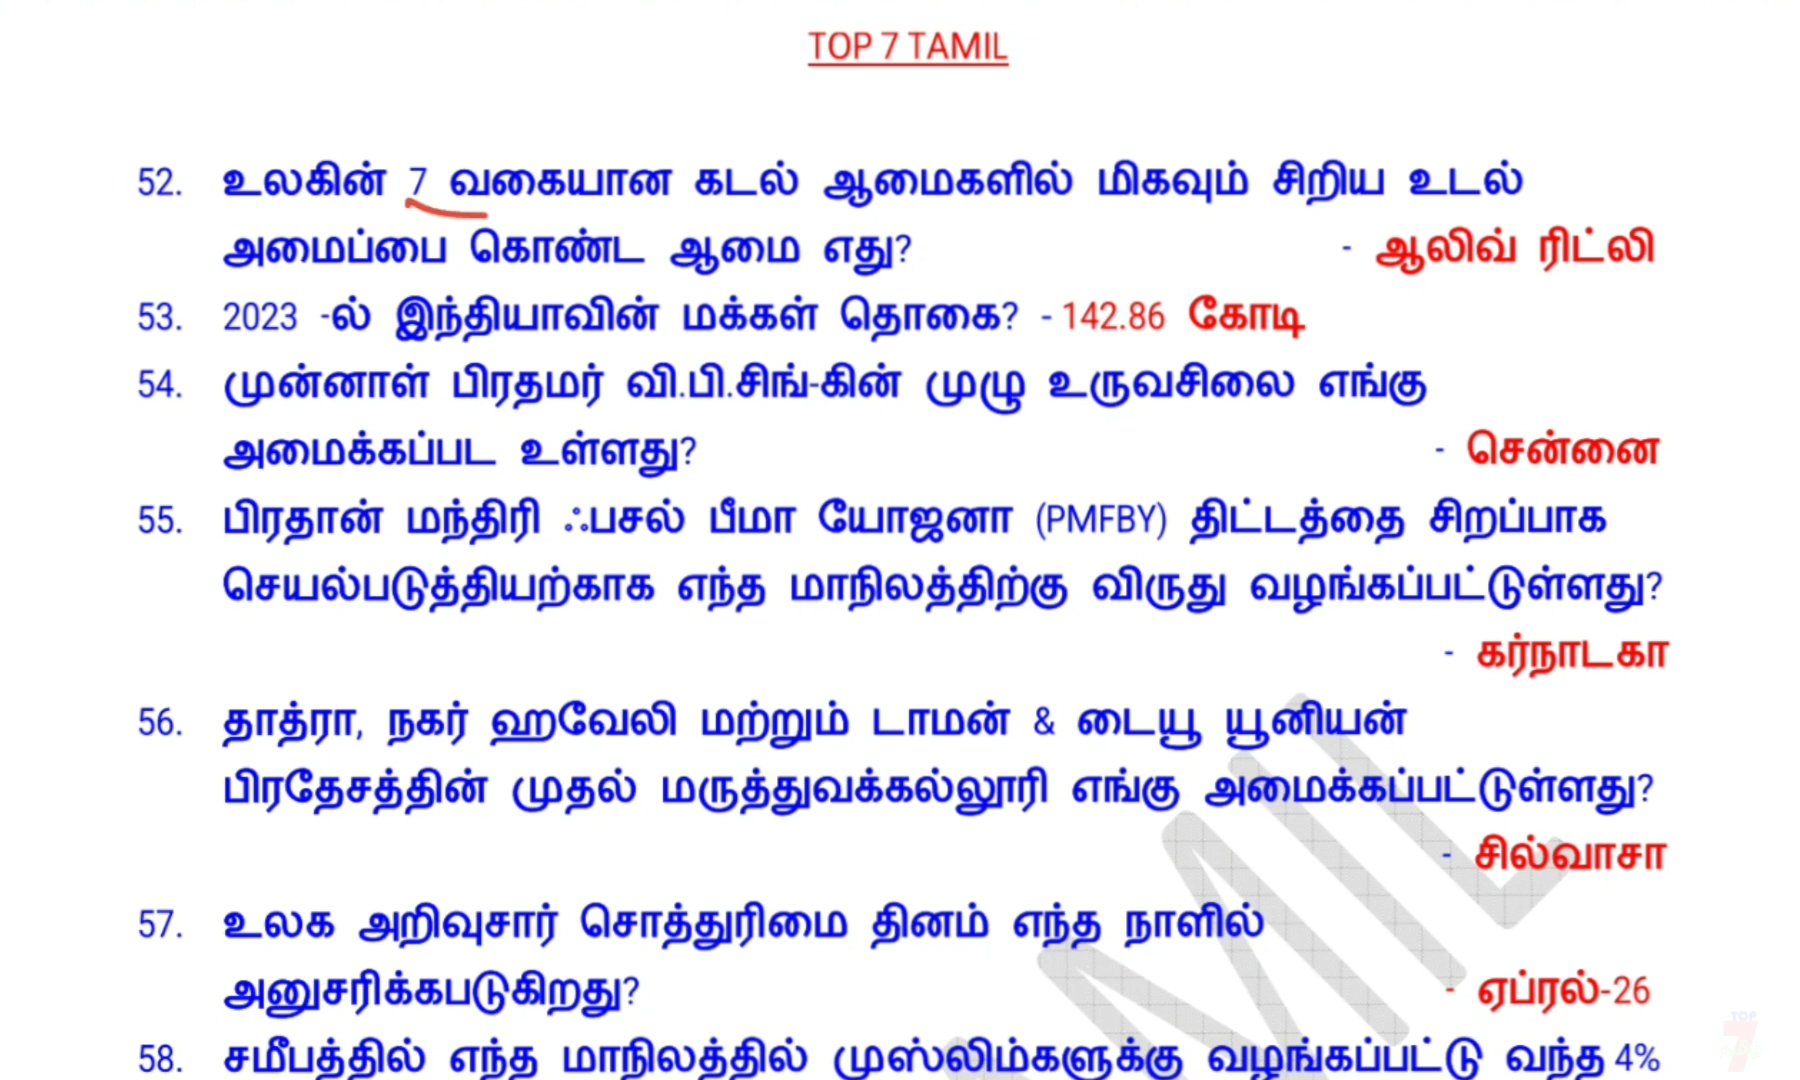 TOP 7 TAMIL
52. உலகின் 7 வகையான கடல் ஆமைகளில் மிகவும் சிறிய உடல்
அமைப்பை கொண்ட ஆமை எது? - ஆலிவ் ரிட்லி
53. 2023 -ல் இந்தியாவின் மக்கள் தொகை? - 142.86 கோடி
54. முன்னாள் பிரதமர் வி.பி.சிங்-கின் முழு உருவசிலை எங்கு
அமைக்கப்பட உள்ளது? - சென்னை
55. பிரதான் மந்திரி ஃபசல் பீமா யோஜனா (PMFBY) திட்டத்தை சிறப்பாக
செயல்படுத்தியற்காக எந்த மாநிலத்திற்கு விருது வழங்கப்பட்டுள்ளது?
- கர்நாடகா
56. தாத்ரா, நகர் ஹவேலி மற்றும் டாமன் & டையூ யூனியன்
பிரதேசத்தின் முதல் மருத்துவக்கல்லூரி எங்கு அமைக்கப்பட்டுள்ளது?
- சில்வாசா
57. உலக அறிவுசார் சொத்துரிமை தினம் எந்த நாளில்
அனுசரிக்கபடுகிறது? - ஏப்ரல்-26
58. சமீபத்தில் எந்த மாநிலத்தில் முஸ்லிம்களுக்கு வழங்கப்பட்டு வந்த 4%
TOP
7